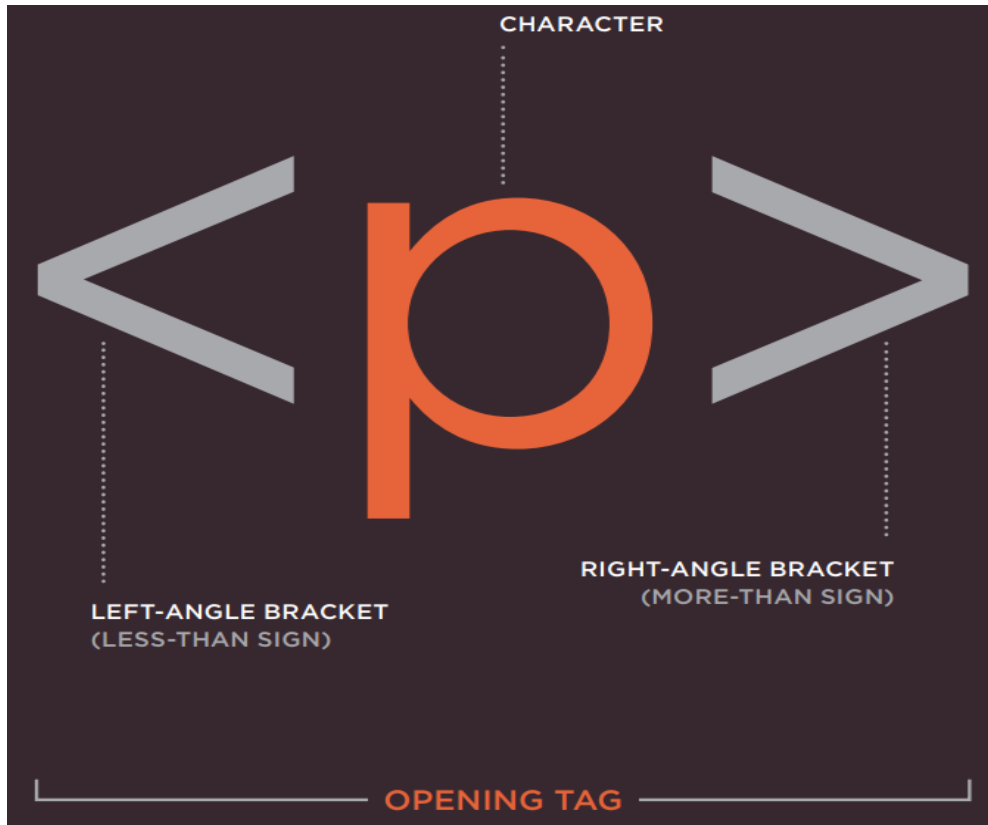 CHARACTER
<p>
LEFT-ANGLE BRACKET
(LESS-THAN SIGN)
RIGHT-ANGLE BRACKET
(MORE-THAN SIGN)
OPENING TAG